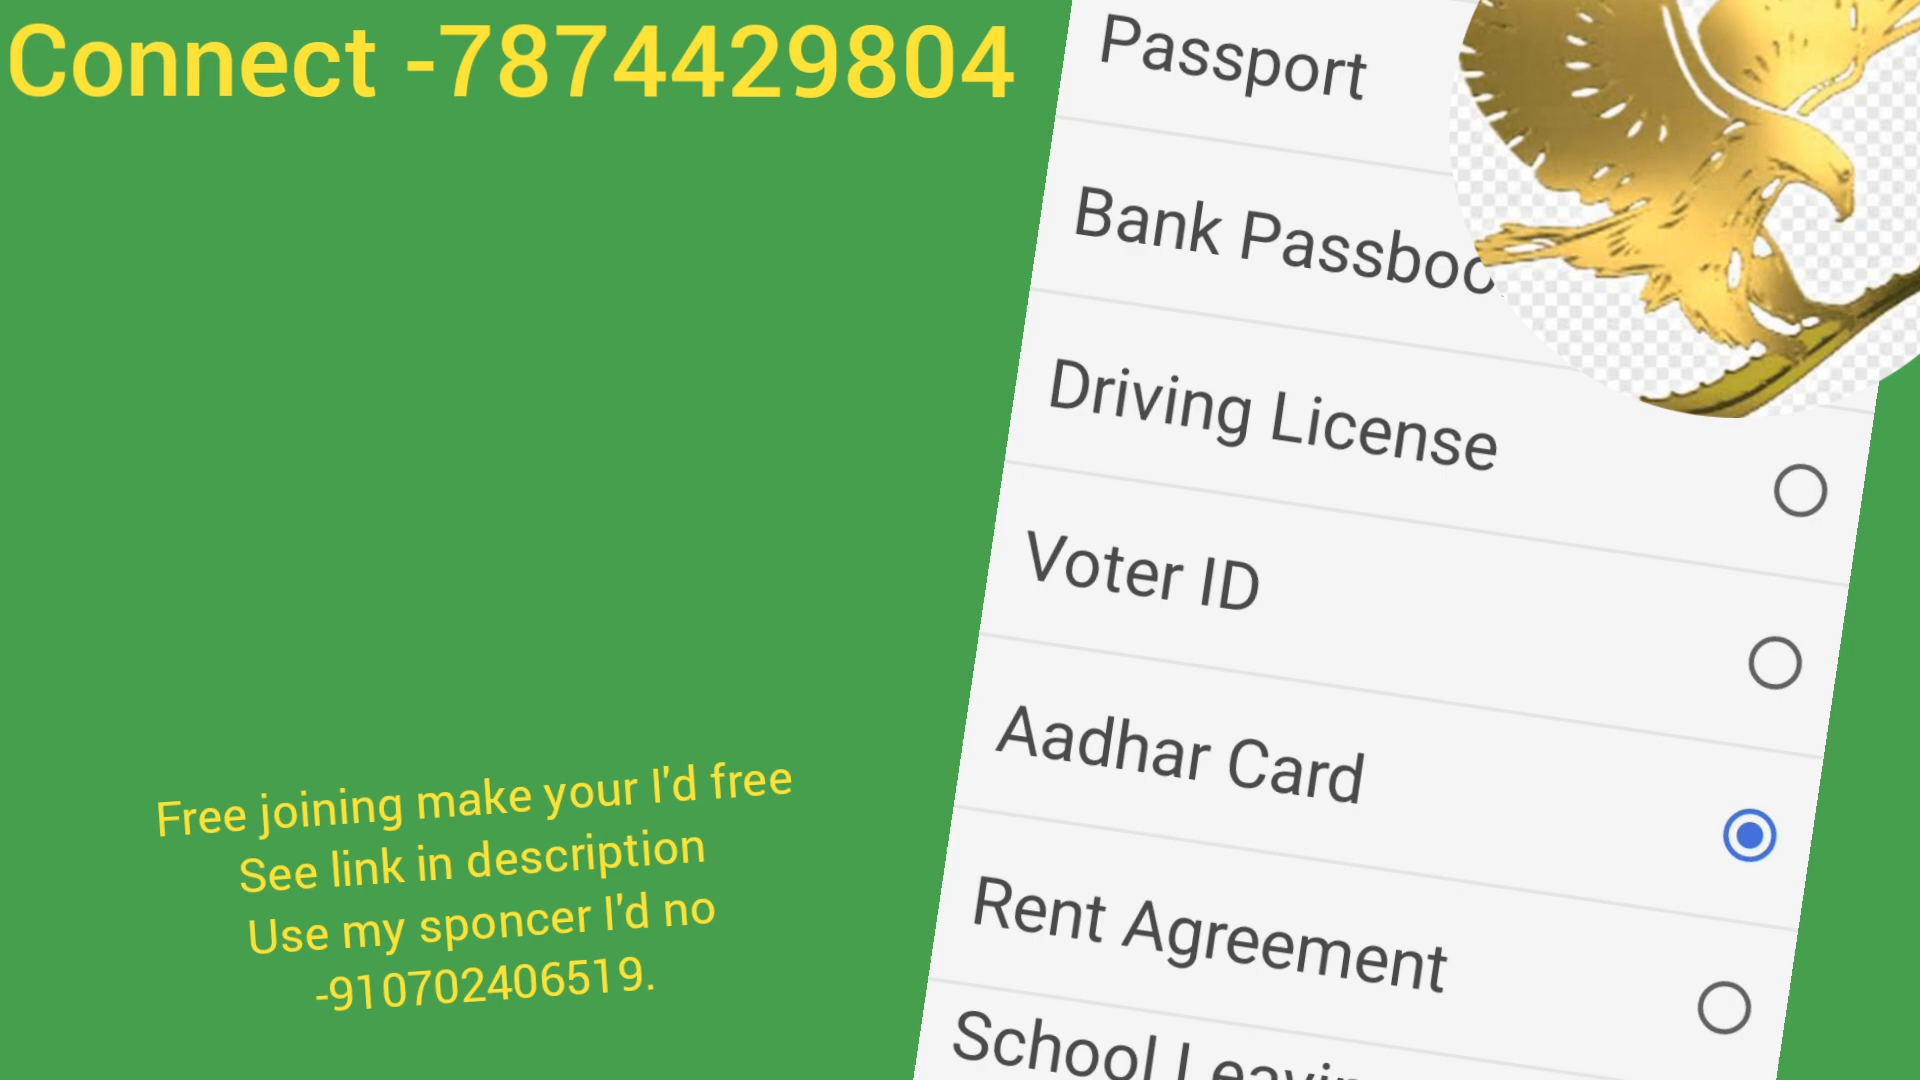 Connect -7874429804
Free joining make your I'd free
See link in description
Use my sponcer I'd no
-910702406519.
Passport
Bank
Driving License
Voter ID
Aadhar Card
Rent Agreement
School